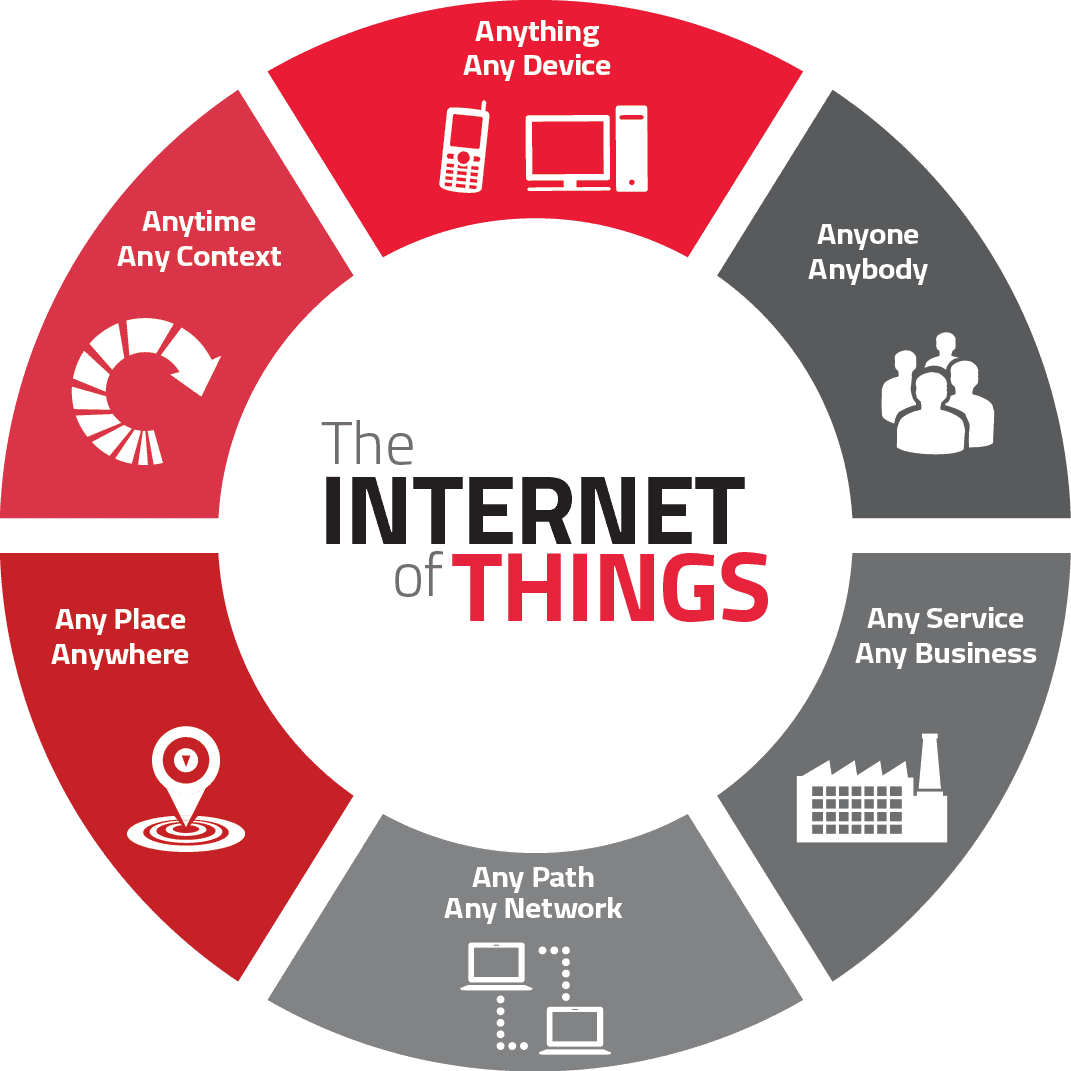 Anything
Any Device
Anyone
Anybody
Any Service
Any Business
Any Path
Any Network
Any Place
Anywhere
Anytime
Any Context
The
INTERNET
of THINGS